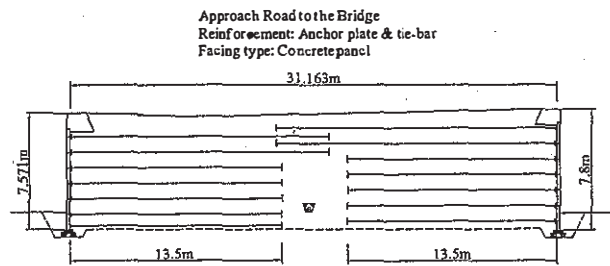 Approach Road to the Bridge
Reinforcement: Anchor plate & tie-bar
Facing type: Concrete panel
31.163m
7.571m
7.8m
13.5m
13.5m